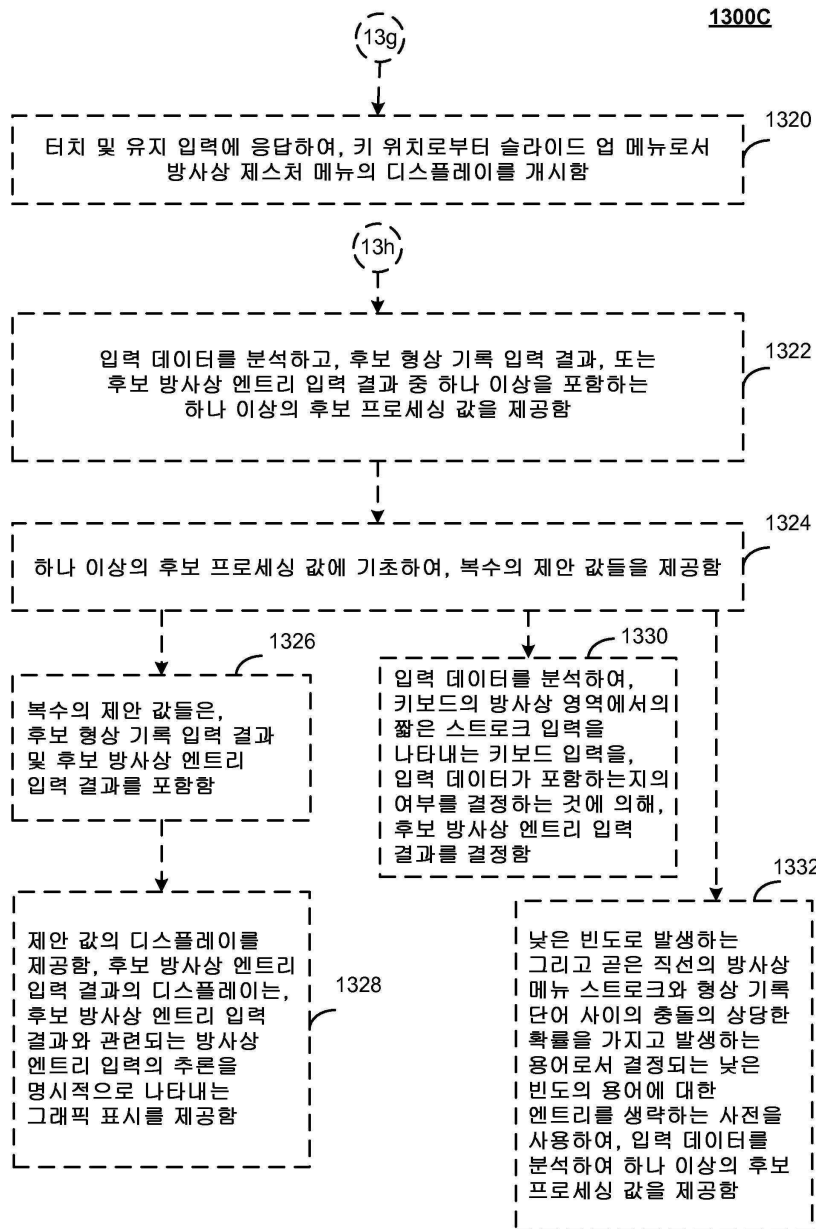 1300C
13g
1320
터치 및 유지 입력에 응답하여, 키 위치로부터 슬라이드 업 메뉴로서
방사상 제스처 메뉴의 디스플레이를 개시함
13h
1322
입력 데이터를 분석하고, 후보 형상 기록 입력 결과, 또는
후보 방사상 엔트리 입력 결과 중 하나 이상을 포함하는
하나 이상의 후보 프로세싱 값을 제공함
1324
하나 이상의 후보 프로세싱 값에 기초하여, 복수의 제안 값들을 제공함
1326
복수의 제안 값들은,
후보 형상 기록 입력 결과
및 후보 방사상 엔트리
입력 결과를 포함함
1330
입력 데이터를 분석하여,
키보드의 방사상 영역에서의
짧은 스트로크 입력을
나타내는 키보드 입력을,
입력 데이터가 포함하는지의
여부를 결정하는 것에 의해,
후보 방사상 엔트리 입력
결과를 결정함
1328
제안 값의 디스플레이를
제공함, 후보 방사상 엔트리
입력 결과의 디스플레이는,
후보 방사상 엔트리 입력
결과와 관련되는 방사상
엔트리 입력의 추론을
명시적으로 나타내는
그래픽 표시를 제공함
1332
낮은 빈도로 발생하는
그리고 곧은 직선의 방사상
메뉴 스트로크와 형상 기록
단어 사이의 충돌의 상당한
확률을 가지고 발생하는
용어로서 결정되는 낮은
빈도의 용어에 대한
엔트리를 생략하는 사전을
사용하여, 입력 데이터를
분석하여 하나 이상의 후보
프로세싱 값을 제공함